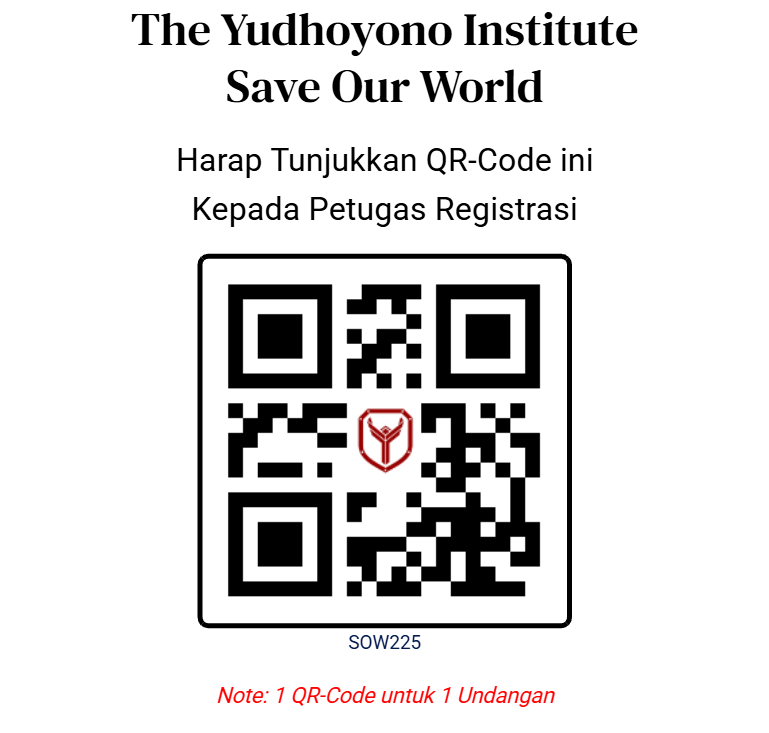 The Yudhoyono Institute
Save Our World
Harap Tunjukkan QR-Code ini
Kepada Petugas Registrasi
SOW225
Note: 1 QR-Code untuk 1 Undangan